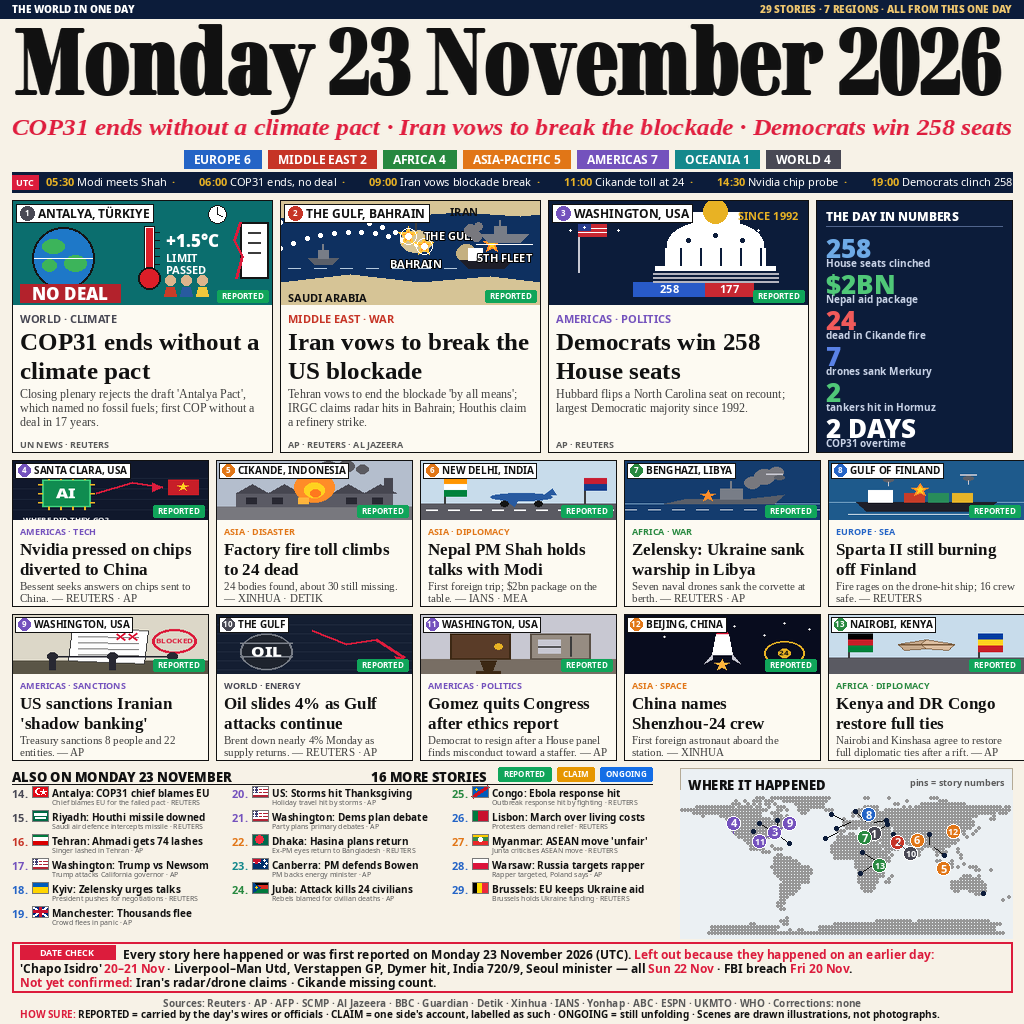 THE WORLD IN ONE DAY
29 STORIES · 7 REGIONS · ALL FROM THIS ONE DAY
Monday 23 November 2026
COP31 ends without a climate pact · Iran vows to break the blockade · Democrats win 258 seats
EUROPE 6
MIDDLE EAST 2
AFRICA 4
ASIA-PACIFIC 5
AMERICAS 7
OCEANIA 1
WORLD 4
UTC 05:30 Modi meets Shah · 06:00 COP31 ends, no deal · 09:00 Iran vows blockade break · 11:00 Cikande toll at 24 · 14:30 Nvidia chip probe · 19:00 Democrats clinch 258
1 ANTALYA, TÜRKIYE
+1.5°C
LIMIT
PASSED
NO DEAL
REPORTED
WORLD · CLIMATE
COP31 ends without a
climate pact
Closing plenary rejects the draft 'Antalya Pact',
which named no fossil fuels; first COP without a
deal in 17 years.
UN NEWS · REUTERS
2 THE GULF, BAHRAIN
IRAN
THE GUL
BAHRAIN
5TH FLEET
SAUDI ARABIA
REPORTED
MIDDLE EAST · WAR
Iran vows to break the
US blockade
Tehran vows to end the blockade 'by all means';
IRGC claims radar hits in Bahrain; Houthis claim
a refinery strike.
AP · REUTERS · AL JAZEERA
3 WASHINGTON, USA
SINCE 1992
258
177
REPORTED
AMERICAS · POLITICS
Democrats win 258
House seats
Hubbard flips a North Carolina seat on recount;
largest Democratic majority since 1992.
AP · REUTERS
THE DAY IN NUMBERS
258
House seats clinched
$2BN
Nepal aid package
24
dead in Cikande fire
7
drones sank Merkury
2
tankers hit in Hormuz
2 DAYS
COP31 overtime
4 SANTA CLARA, USA
AI
REPORTED
AMERICAS · TECH
Nvidia pressed on chips
diverted to China
Bessent seeks answers on chips sent to
China. — REUTERS · AP
5 CIKANDE, INDONESIA
REPORTED
ASIA · DISASTER
Factory fire toll climbs
to 24 dead
24 bodies found, about 30 still missing.
— XINHUA · DETIK
6 NEW DELHI, INDIA
REPORTED
ASIA · DIPLOMACY
Nepal PM Shah holds
talks with Modi
First foreign trip; $2bn package on the
table. — IANS · MEA
7 BENGHAZI, LIBYA
REPORTED
AFRICA · WAR
Zelensky: Ukraine sank
warship in Libya
Seven naval drones sank the corvette at
berth. — REUTERS · AP
8 GULF OF FINLAND
REPORTED
EUROPE · SEA
Sparta II still burning
off Finland
Fire rages on the drone-hit ship; 16 crew
safe. — REUTERS
9 WASHINGTON, USA
BLOCKED
REPORTED
AMERICAS · SANCTIONS
US sanctions Iranian
'shadow banking'
Treasury sanctions 8 people and 22
entities. — AP
10 THE GULF
OIL
REPORTED
WORLD · ENERGY
Oil slides 4% as Gulf
attacks continue
Brent down nearly 4% Monday as
supply returns. — REUTERS · AP
11 WASHINGTON, USA
REPORTED
AMERICAS · POLITICS
Gomez quits Congress
after ethics report
Democrat to resign after a House panel
finds misconduct toward a staffer. — AP
12 BEIJING, CHINA
24
REPORTED
ASIA · SPACE
China names
Shenzhou-24 crew
First foreign astronaut aboard the
station. — XINHUA
13 NAIROBI, KENYA
REPORTED
AFRICA · DIPLOMACY
Kenya and DR Congo
restore full ties
Nairobi and Kinshasa agree to restore
full diplomatic ties after a rift. — AP
ALSO ON MONDAY 23 NOVEMBER
16 MORE STORIES
REPORTED
CLAIM
ONGOING
14. Antalya: COP31 chief blames EU
Chief blames EU for the failed pact · REUTERS
15. Riyadh: Houthi missile downed
Saudi air defence intercepts missile · REUTERS
16. Tehran: Ahmadi gets 74 lashes
Singer lashed in Tehran · AP
17. Washington: Trump vs Newsom
Trump attacks California governor · AP
18. Kyiv: Zelensky urges talks
President pushes for negotiations · REUTERS
19. Manchester: Thousands flee
Crowd flees in panic · AP
20. US: Storms hit Thanksgiving
Holiday travel hit by storms · AP
21. Washington: Dems plan debate
Party plans primary debates · AP
22. Dhaka: Hasina plans return
Ex-PM eyes return to Bangladesh · REUTERS
23. Canberra: PM defends Bowen
PM backs energy minister · AP
24. Juba: Attack kills 24 civilians
Rebels blamed for civilian deaths · AP
25. Congo: Ebola response hit
Outbreak response hit by fighting · REUTERS
26. Lisbon: March over living costs
Protesters demand relief · REUTERS
27. Myanmar: ASEAN move 'unfair'
Junta criticises ASEAN move · REUTERS
28. Warsaw: Russia targets rapper
Rapper targeted, Poland says · AP
29. Brussels: EU keeps Ukraine aid
Brussels holds Ukraine funding · REUTERS
WHERE IT HAPPENED
pins = story numbers
4
3
9
11
8
7
1
2
6
10
12
5
13
DATE CHECK Every story here happened or was first reported on Monday 23 November 2026 (UTC). Left out because they happened on an earlier day:
'Chapo Isidro' 20–21 Nov · Liverpool–Man Utd, Verstappen GP, Dymer hit, India 720/9, Seoul minister — all Sun 22 Nov · FBI breach Fri 20 Nov.
Not yet confirmed: Iran's radar/drone claims · Cikande missing count.
Sources: Reuters · AP · AFP · SCMP · Al Jazeera · BBC · Guardian · Detik · Xinhua · IANS · Yonhap · ABC · ESPN · UKMTO · WHO · Corrections: none
HOW SURE: REPORTED = carried by the day's wires or officials · CLAIM = one side's account, labelled as such · ONGOING = still unfolding · Scenes are drawn illustrations, not photographs.